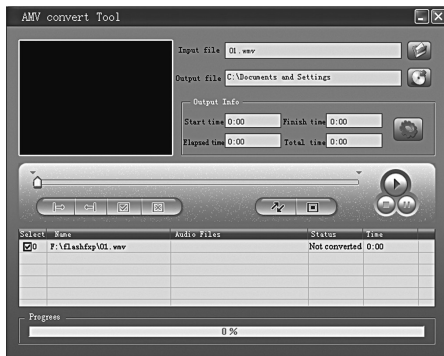 AMV convert Tool
Input file 01.wmv
Output file C:\Documents and Settings
Output Info
Start time 0:00 Finish time 0:00
Elapsed time 0:00 Total time 0:00
Select Name Audio Files Status Time
0 F:\flashfxp\01.wmv Not converted 0:00
Progrees
0 %